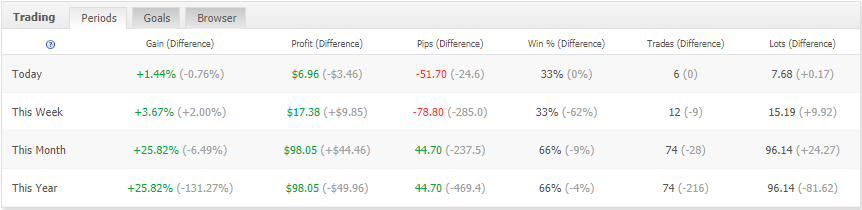 Trading Periods Goals Browser
Gain (Difference) Profit (Difference) Pips (Difference) Win % (Difference) Trades (Difference) Lots (Difference)
Today +1.44% (-0.76%) $6.96 (-$3.46) -51.70 (-24.6) 33% (0%) 6 (0) 7.68 (+0.17)
This Week +3.67% (+2.00%) $17.38 (+$9.85) -78.80 (-285.0) 33% (-62%) 12 (-9) 15.19 (+9.92)
This Month +25.82% (-6.49%) $98.05 (+$44.46) 44.70 (-237.5) 66% (-9%) 74 (-28) 96.14 (+24.27)
This Year +25.82% (-131.27%) $98.05 (-$49.96) 44.70 (-469.4) 66% (-4%) 74 (-216) 96.14 (-81.62)